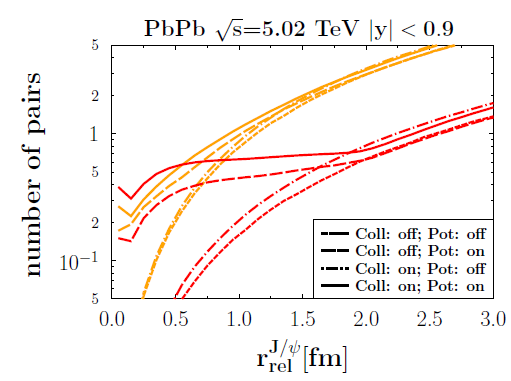 PbPb √s=5.02 TeV |y| < 0.9
number of pairs
5
2
1
5
2
10⁻¹
5
Coll: off; Pot: off
Coll: off; Pot: on
Coll: on; Pot: off
Coll: on; Pot: on
0.0 0.5 1.0 1.5 2.0 2.5 3.0
r_rel^J/ψ[fm]